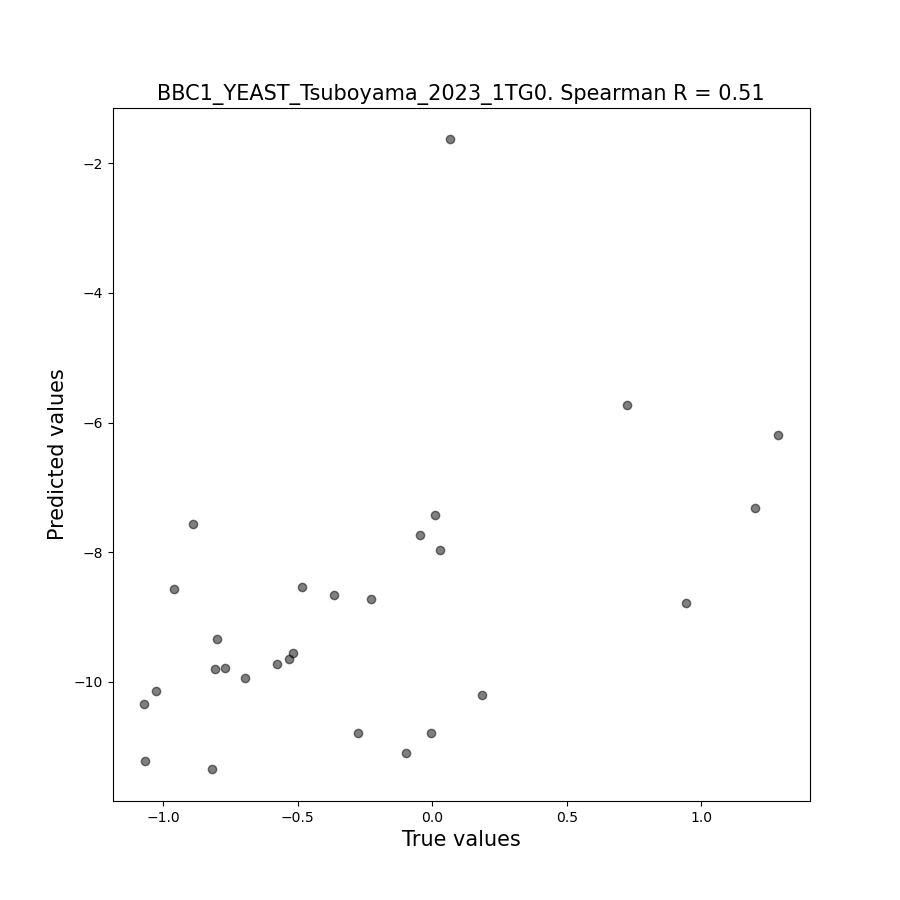 BBC1_YEAST_Tsuboyama_2023_1TG0. Spearman R = 0.51
Predicted values
−2
−4
−6
−8
−10
−1.0 −0.5 0.0 0.5 1.0
True values